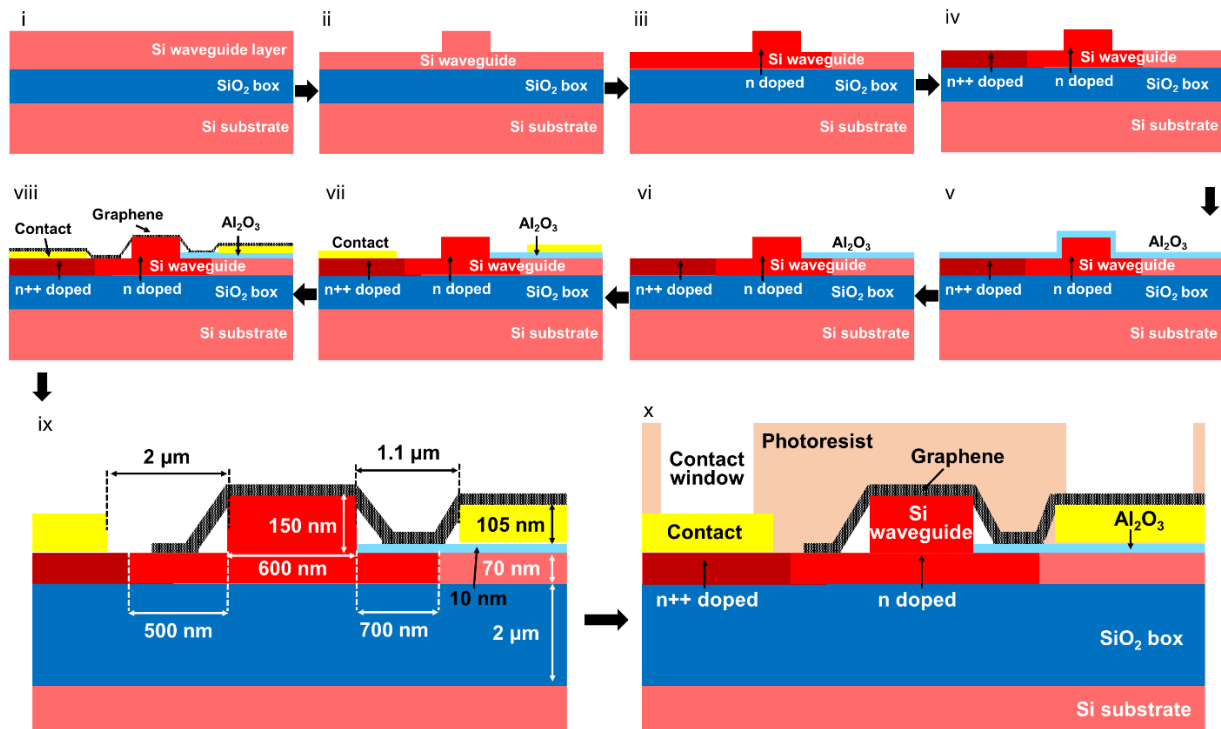 i
Si waveguide layer
SiO₂ box
Si substrate
ii
Si waveguide
SiO₂ box
Si substrate
iii
Si waveguide
n doped
SiO₂ box
Si substrate
iv
Si waveguide
n++ doped
n doped
SiO₂ box
Si substrate
viii
Contact
Graphene
Al₂O₃
Si waveguide
n++ doped
n doped
SiO₂ box
Si substrate
vii
Contact
Al₂O₃
Si waveguide
n++ doped
n doped
SiO₂ box
Si substrate
vi
Al₂O₃
Si waveguide
n++ doped
n doped
SiO₂ box
Si substrate
v
Al₂O₃
Si waveguide
n++ doped
n doped
SiO₂ box
Si substrate
ix
2 µm
1.1 µm
150 nm
105 nm
600 nm
70 nm
10 nm
500 nm
700 nm
2 µm
x
Photoresist
Contact
window
Graphene
Contact
Si
waveguide
Al₂O₃
n++ doped
n doped
SiO₂ box
Si substrate